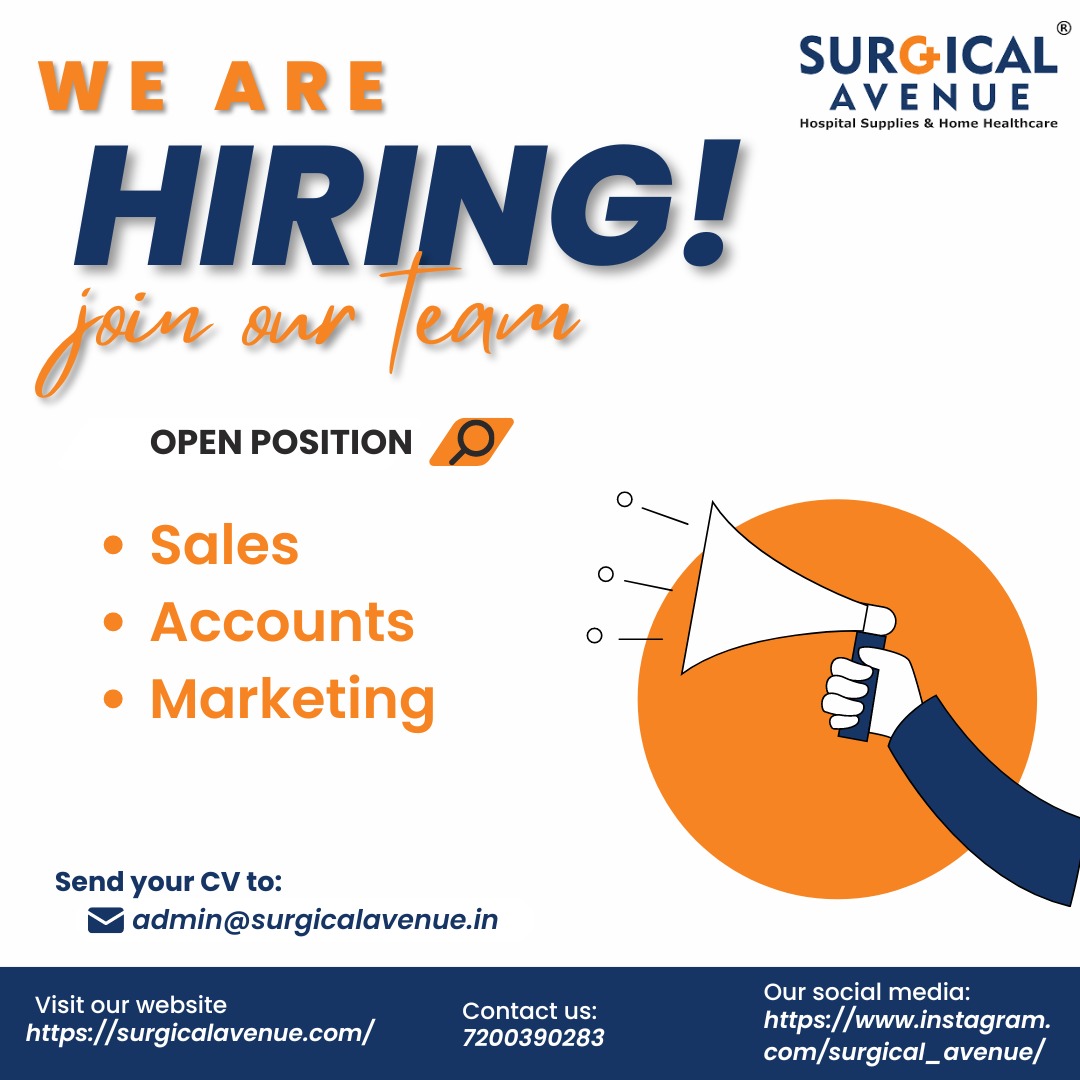 WE ARE
HIRING!
join our team
SURGICAL®
AVENUE
Hospital Supplies & Home Healthcare
OPEN POSITION
• Sales
• Accounts
• Marketing
Send your CV to:
admin@surgicalavenue.in
Visit our website
https://surgicalavenue.com/
Contact us:
7200390283
Our social media:
https://www.instagram.
com/surgical_avenue/